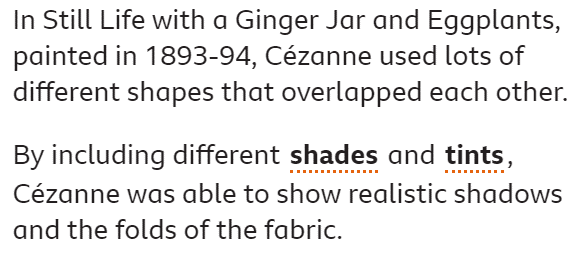 In Still Life with a Ginger Jar and Eggplants,
painted in 1893-94, Cézanne used lots of
different shapes that overlapped each other.
By including different shades and tints,
Cézanne was able to show realistic shadows
and the folds of the fabric.